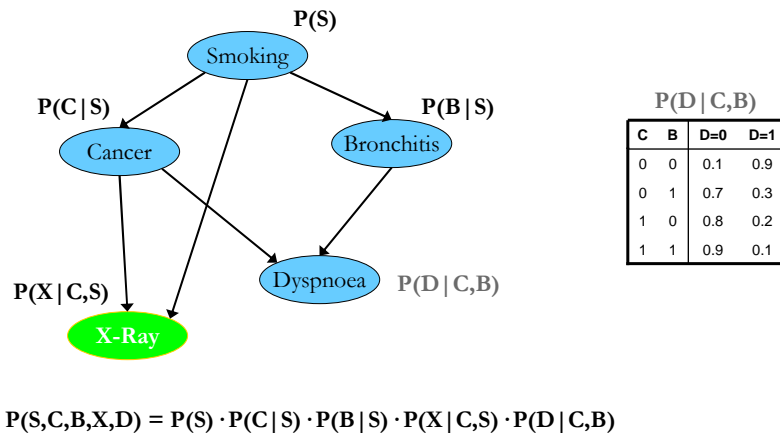 P(S)
Smoking
P(C|S)
P(B|S)
Cancer
Bronchitis
P(X|C,S)
Dyspnoea
P(D|C,B)
X-Ray
P(D|C,B)
C B D=0 D=1
0 0 0.1 0.9
0 1 0.7 0.3
1 0 0.8 0.2
1 1 0.9 0.1
P(S,C,B,X,D) = P(S) · P(C|S) · P(B|S) · P(X|C,S) · P(D|C,B)